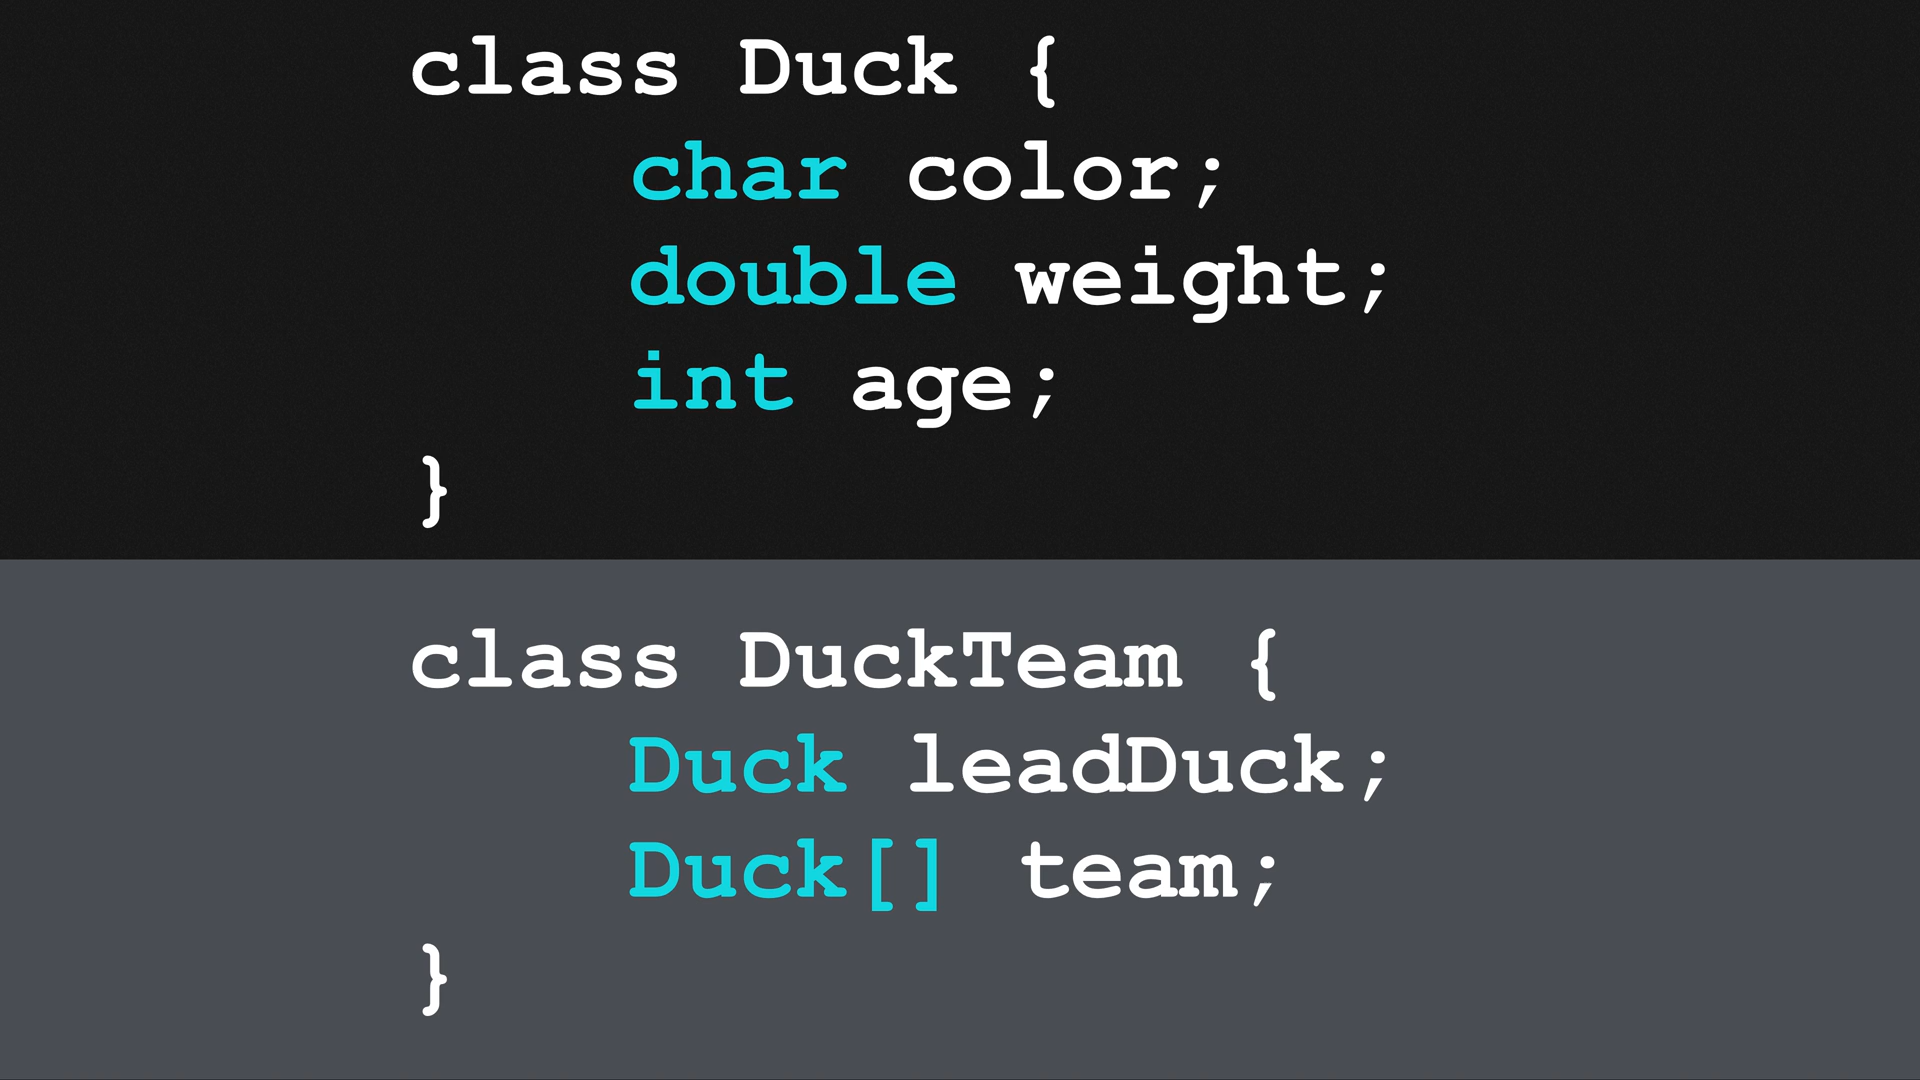 class Duck {
char color;
double weight;
int age;
}
class DuckTeam {
Duck leadDuck;
Duck[] team;
}